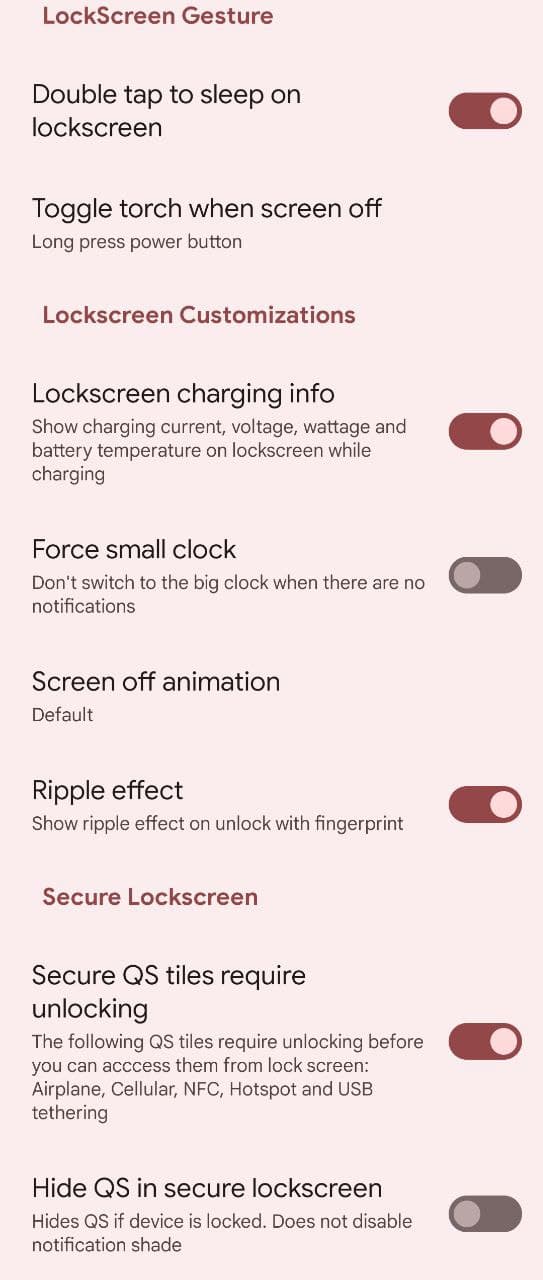 LockScreen Gesture
Double tap to sleep on
lockscreen
Toggle torch when screen off
Long press power button
Lockscreen Customizations
Lockscreen charging info
Show charging current, voltage, wattage and
battery temperature on lockscreen while
charging
Force small clock
Don't switch to the big clock when there are no
notifications
Screen off animation
Default
Ripple effect
Show ripple effect on unlock with fingerprint
Secure Lockscreen
Secure QS tiles require
unlocking
The following QS tiles require unlocking before
you can acccess them from lock screen:
Airplane, Cellular, NFC, Hotspot and USB
tethering
Hide QS in secure lockscreen
Hides QS if device is locked. Does not disable
notification shade